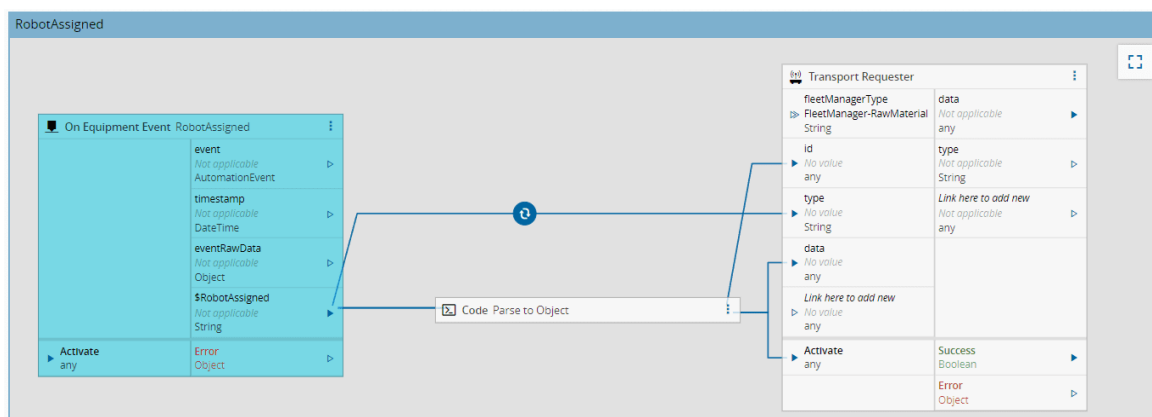 RobotAssigned
On Equipment Event RobotAssigned
event
Not applicable
AutomationEvent
timestamp
Not applicable
DateTime
eventRawData
Not applicable
Object
$RobotAssigned
Not applicable
String
Activate
any
Error
Object
Code Parse to Object
Transport Requester
fleetManagerType
FleetManager-RawMaterial
String
id
No value
any
type
No value
String
data
No value
any
Link here to add new
No value
any
Activate
any
data
Not applicable
any
type
Not applicable
String
Link here to add new
Not applicable
any
Success
Boolean
Error
Object